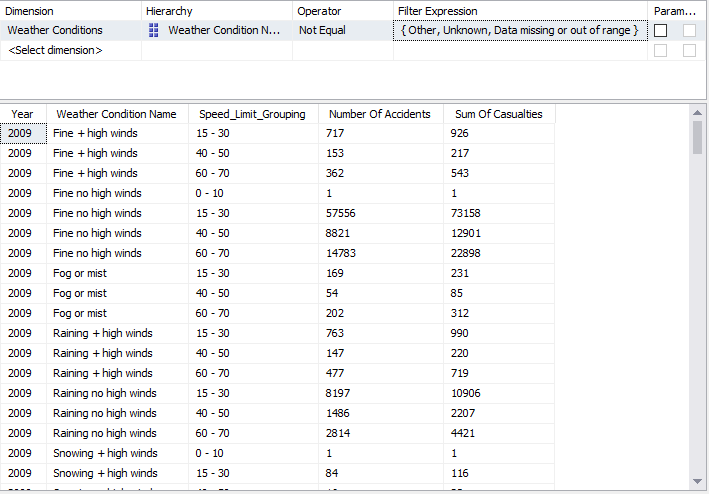 Dimension Hierarchy Operator Filter Expression Param...
Weather Conditions Weather Condition N... Not Equal { Other, Unknown, Data missing or out of range }
<Select dimension>
Year Weather Condition Name Speed_Limit_Grouping Number Of Accidents Sum Of Casualties
2009 Fine + high winds 15 - 30 717 926
2009 Fine + high winds 40 - 50 153 217
2009 Fine + high winds 60 - 70 362 543
2009 Fine no high winds 0 - 10 1 1
2009 Fine no high winds 15 - 30 57556 73158
2009 Fine no high winds 40 - 50 8821 12901
2009 Fine no high winds 60 - 70 14783 22898
2009 Fog or mist 15 - 30 169 231
2009 Fog or mist 40 - 50 54 85
2009 Fog or mist 60 - 70 202 312
2009 Raining + high winds 15 - 30 763 990
2009 Raining + high winds 40 - 50 147 220
2009 Raining + high winds 60 - 70 477 719
2009 Raining no high winds 15 - 30 8197 10906
2009 Raining no high winds 40 - 50 1486 2207
2009 Raining no high winds 60 - 70 2814 4421
2009 Snowing + high winds 0 - 10 1 1
2009 Snowing + high winds 15 - 30 84 116